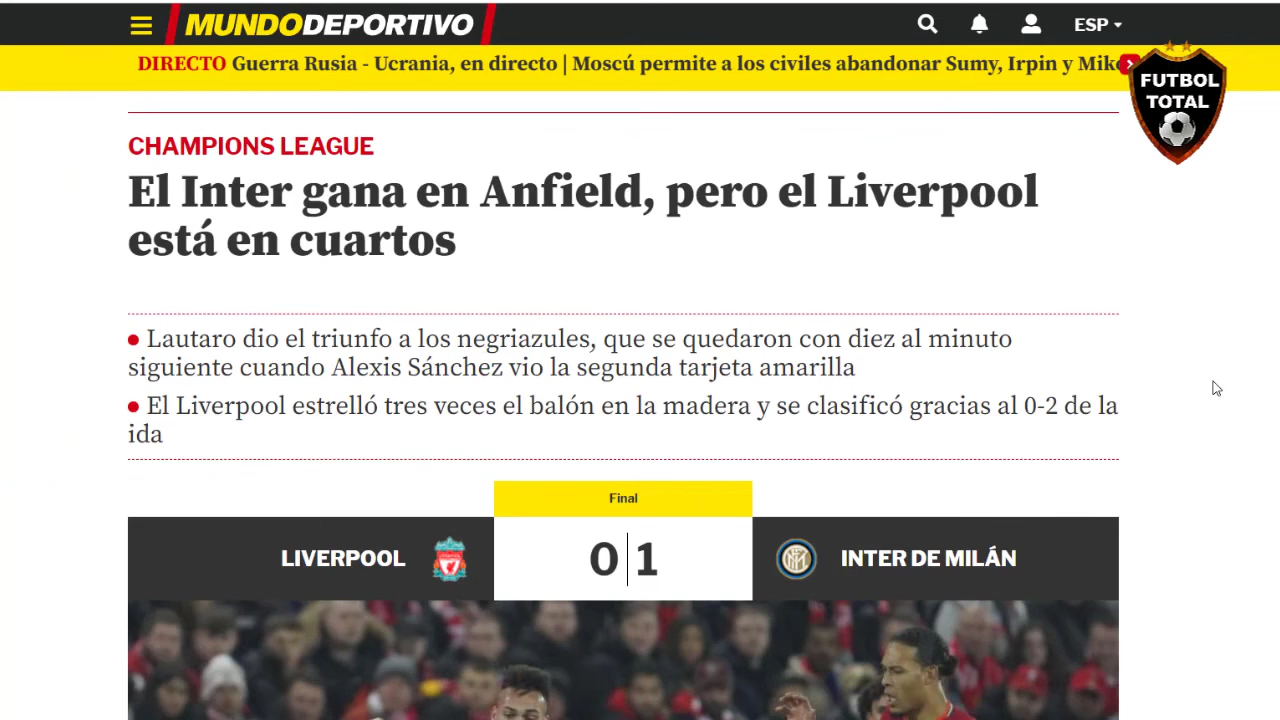 MUNDODEPORTIVO
ESP
DIRECTO Guerra Rusia - Ucrania, en directo | Moscú permite a los civiles abandonar Sumy, Irpin y
FUTBOL
TOTAL
CHAMPIONS LEAGUE
El Inter gana en Anfield, pero el Liverpool
está en cuartos
Lautaro dio el triunfo a los negriazules, que se quedaron con diez al minuto
siguiente cuando Alexis Sánchez vio la segunda tarjeta amarilla
El Liverpool estrelló tres veces el balón en la madera y se clasificó gracias al 0-2 de la
ida
Final
LIVERPOOL 0|1 INTER DE MILÁN